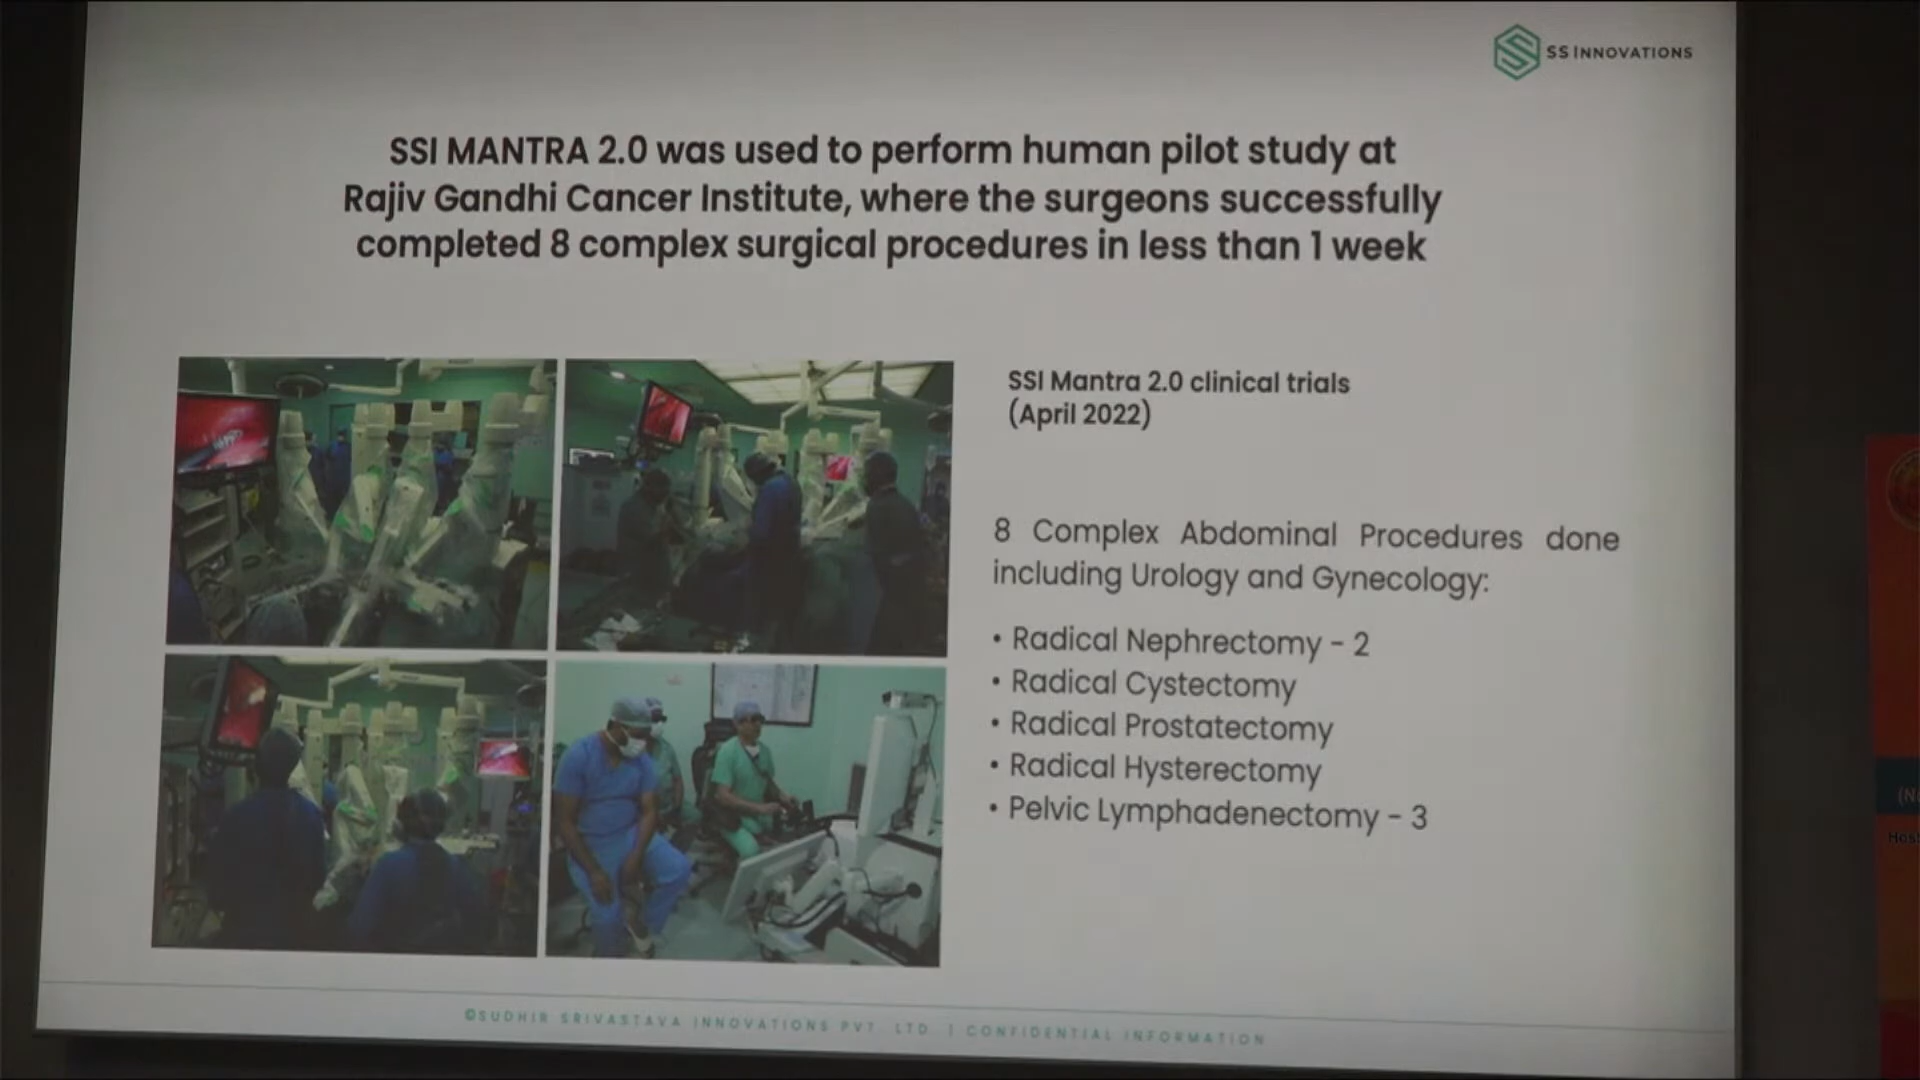 SS INNOVATIONS
SSI MANTRA 2.0 was used to perform human pilot study at
Rajiv Gandhi Cancer Institute, where the surgeons successfully
completed 8 complex surgical procedures in less than 1 week
SSI Mantra 2.0 clinical trials
(April 2022)
8 Complex Abdominal Procedures done
including Urology and Gynecology:
• Radical Nephrectomy - 2
• Radical Cystectomy
• Radical Prostatectomy
• Radical Hysterectomy
• Pelvic Lymphadenectomy - 3
©SUDHIR SRIVASTAVA INNOVATIONS PVT. LTD. | CONFIDENTIAL INFORMATION